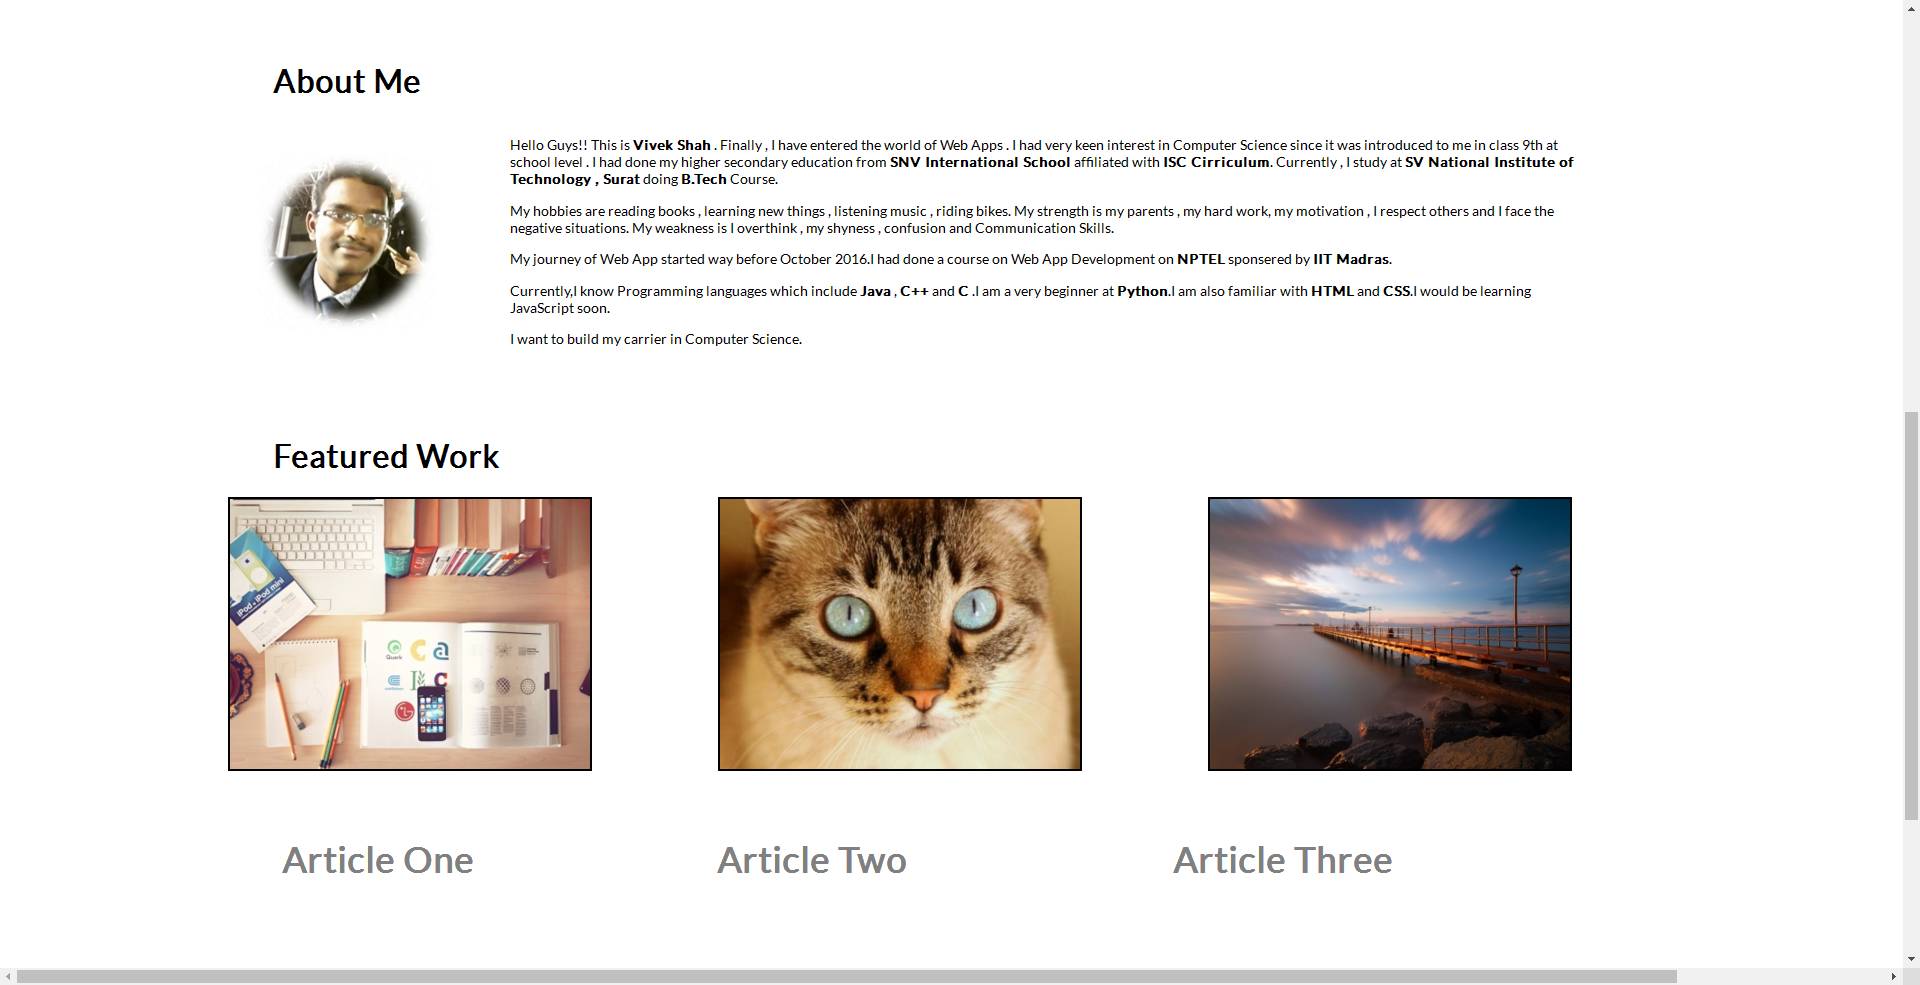 About Me
Hello Guys!! This is Vivek Shah . Finally , I have entered the world of Web Apps . I had very keen interest in Computer Science since it was introduced to me in class 9th at
school level . I had done my higher secondary education from SNV International School affiliated with ISC Cirriculum. Currently , I study at SV National Institute of
Technology , Surat doing B.Tech Course.
My hobbies are reading books , learning new things , listening music , riding bikes. My strength is my parents , my hard work, my motivation , I respect others and I face the
negative situations. My weakness is I overthink , my shyness , confusion and Communication Skills.
My journey of Web App started way before October 2016.I had done a course on Web App Development on NPTEL sponsered by IIT Madras.
Currently,I know Programming languages which include Java , C++ and C .I am a very beginner at Python.I am also familiar with HTML and CSS.I would be learning
JavaScript soon.
I want to build my carrier in Computer Science.
Featured Work
iPod + iPod mini
Quark
Article One
Article Two
Article Three